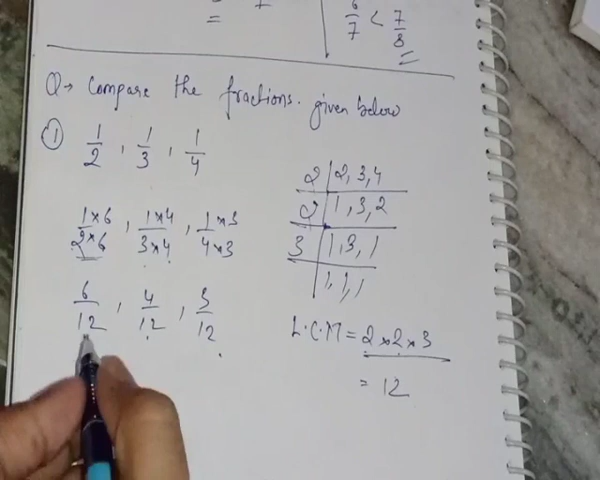 =
6/7 < 7/8
Q→ Compare the fractions. given below
① 1/2 , 1/3 , 1/4
2 | 2, 3, 4
2 | 1, 3, 2
3 | 1, 3, 1
| 1, 1, 1
1×6/2×6 , 1×4/3×4 , 1×3/4×3
6/12 , 4/12 , 3/12
L.C.M = 2×2×3
= 12